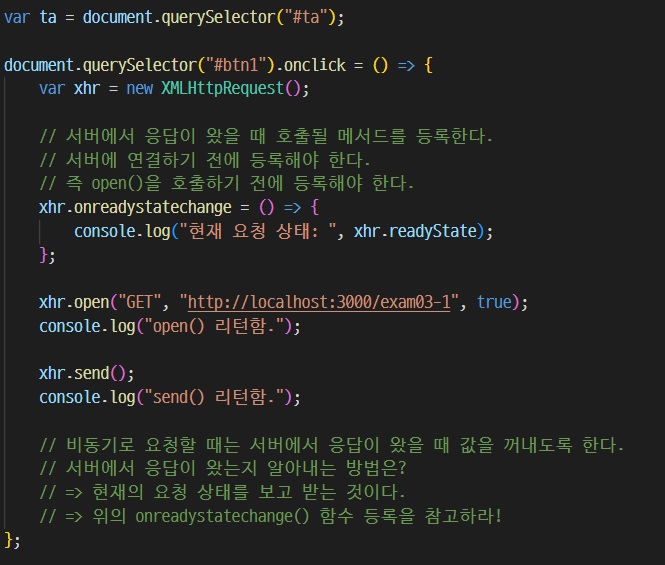 var ta = document.querySelector("#ta");
document.querySelector("#btn1").onclick = () => {
var xhr = new XMLHttpRequest();
// 서버에서 응답이 왔을 때 호출될 메서드를 등록한다.
// 서버에 연결하기 전에 등록해야 한다.
// 즉 open()을 호출하기 전에 등록해야 한다.
xhr.onreadystatechange = () => {
console.log("현재 요청 상태: ", xhr.readyState);
};
xhr.open("GET", "http://localhost:3000/exam03-1", true);
console.log("open() 리턴함.");
xhr.send();
console.log("send() 리턴함.");
// 비동기로 요청할 때는 서버에서 응답이 왔을 때 값을 꺼내도록 한다.
// 서버에서 응답이 왔는지 알아내는 방법은?
// => 현재의 요청 상태를 보고 받는 것이다.
// => 위의 onreadystatechange() 함수 등록을 참고하라!
};